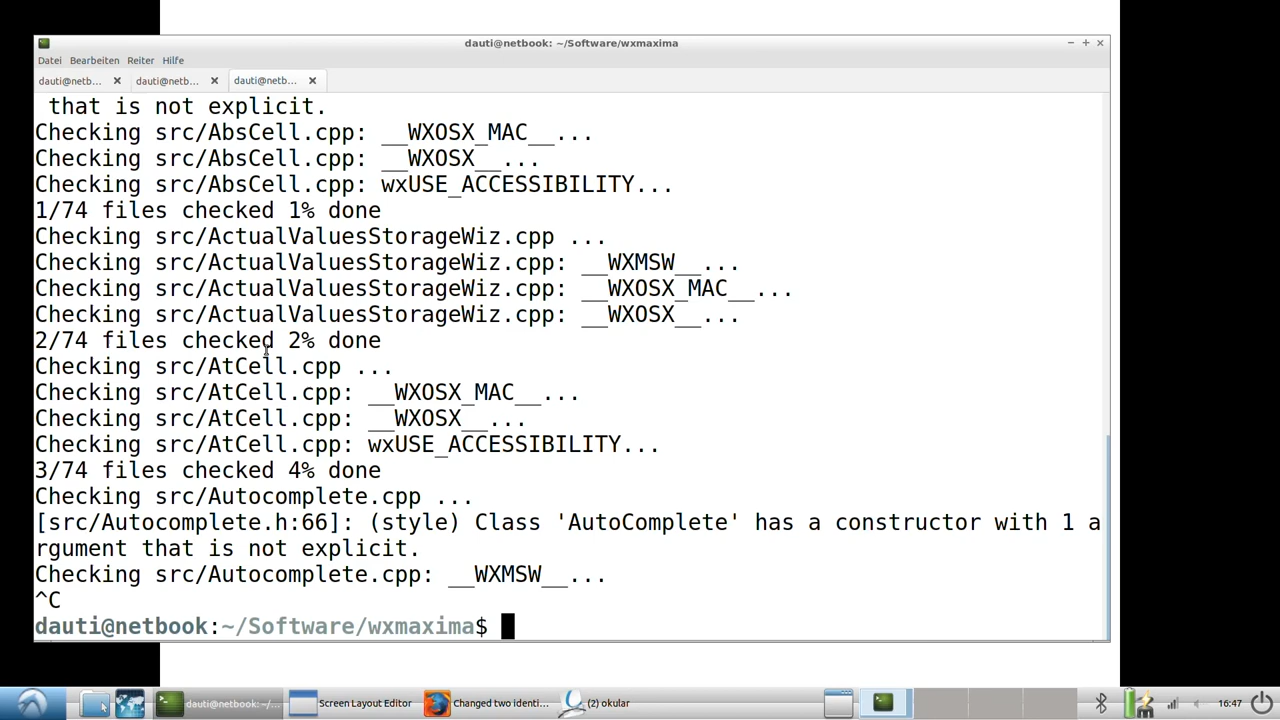 dauti@netbook: ~/Software/wxmaxima
Datei Bearbeiten Reiter Hilfe
dauti@netb... dauti@netb... dauti@netb...
that is not explicit.
Checking src/AbsCell.cpp: __WXOSX_MAC__...
Checking src/AbsCell.cpp: __WXOSX__...
Checking src/AbsCell.cpp: wxUSE_ACCESSIBILITY...
1/74 files checked 1% done
Checking src/ActualValuesStorageWiz.cpp ...
Checking src/ActualValuesStorageWiz.cpp: __WXMSW__...
Checking src/ActualValuesStorageWiz.cpp: __WXOSX_MAC__...
Checking src/ActualValuesStorageWiz.cpp: __WXOSX__...
2/74 files checked 2% done
Checking src/AtCell.cpp ...
Checking src/AtCell.cpp: __WXOSX_MAC__...
Checking src/AtCell.cpp: __WXOSX__...
Checking src/AtCell.cpp: wxUSE_ACCESSIBILITY...
3/74 files checked 4% done
Checking src/Autocomplete.cpp ...
[src/Autocomplete.h:66]: (style) Class 'AutoComplete' has a constructor with 1 a
rgument that is not explicit.
Checking src/Autocomplete.cpp: __WXMSW__...
^C
dauti@netbook:~/Software/wxmaxima$
dauti@netbook: ~/... Screen Layout Editor Changed two identi... (2) okular 16:47